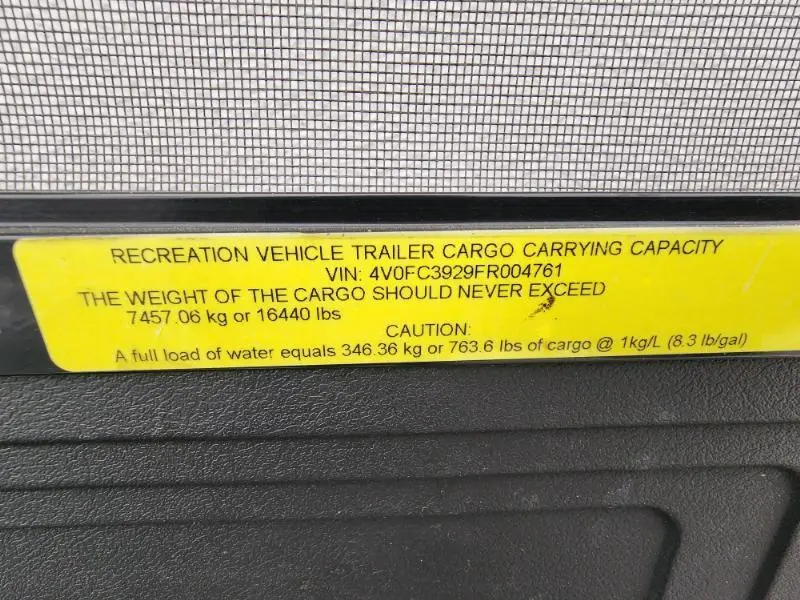 RECREATION VEHICLE TRAILER CARGO CARRYING CAPACITY
VIN: 4V0FC3929FR004761
THE WEIGHT OF THE CARGO SHOULD NEVER EXCEED
7457.06 kg or 16440 lbs
CAUTION:
A full load of water equals 346.36 kg or 763.6 lbs of cargo @ 1kg/L (8.3 lb/gal)